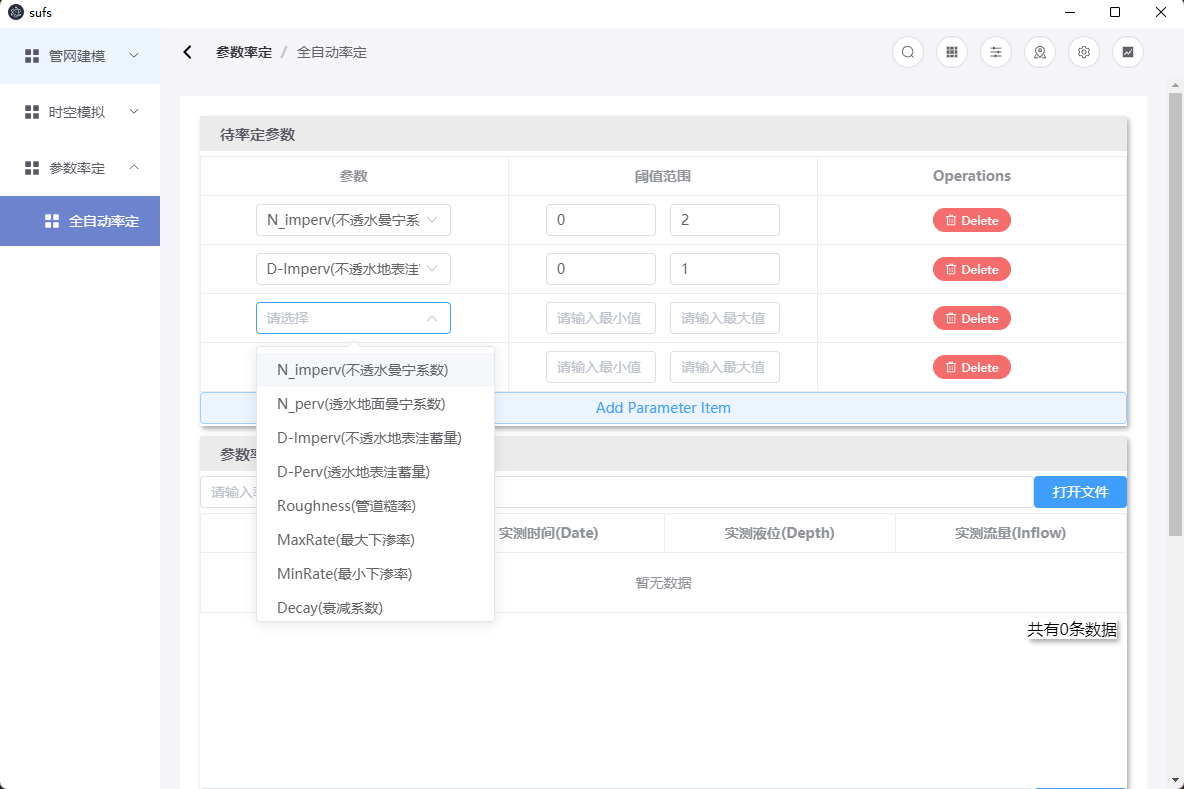 sufs
管网建模
时空模拟
参数率定
全自动率定
参数率定 / 全自动率定
待率定参数
参数 阈值范围 Operations
N_imperv(不透水曼宁系 0 2 Delete
D-Imperv(不透水地表洼 0 1 Delete
请选择 请输入最小值 请输入最大值 Delete
请输入最小值 请输入最大值 Delete
Add Parameter Item
N_imperv(不透水曼宁系数)
N_perv(透水地面曼宁系数)
D-Imperv(不透水地表洼蓄量)
D-Perv(透水地表洼蓄量)
Roughness(管道糙率)
MaxRate(最大下渗率)
MinRate(最小下渗率)
Decay(衰减系数)
参数
请输入 打开文件
实测时间(Date) 实测液位(Depth) 实测流量(Inflow)
暂无数据
共有0条数据